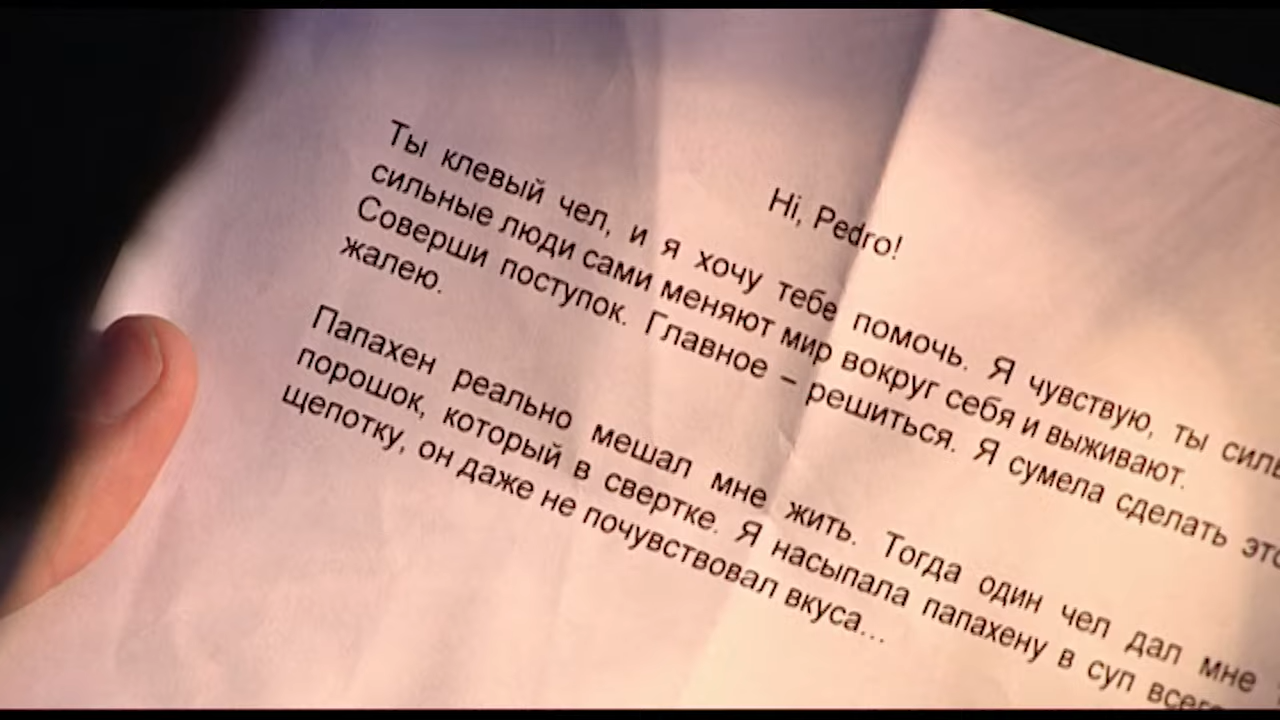 Hi, Pedro!
Ты клевый чел, и я хочу тебе помочь. Я чувствую, ты
сильные люди сами меняют мир вокруг себя и выживают.
Соверши поступок. Главное – решиться. Я сумела сделать
жалею.
Папахен реально мешал мне жить. Тогда один чел дал мне
порошок, который в свертке. Я насыпала папахену в суп
щепотку, он даже не почувствовал вкуса...